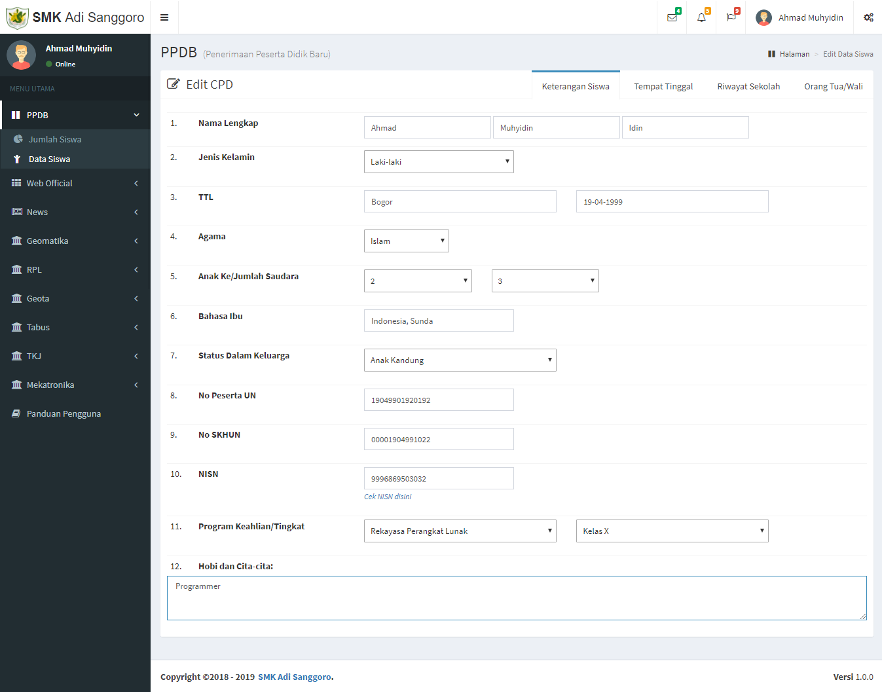 SMK Adi Sanggoro
4
5
9
Ahmad Muhyidin
Ahmad Muhyidin
Online
MENU UTAMA
PPDB
Jumlah Siswa
Data Siswa
Web Official
News
Geomatika
RPL
Geota
Tabus
TKJ
Mekatronika
Panduan Pengguna
PPDB (Penerimaan Peserta Didik Baru)
Halaman > Edit Data Siswa
Edit CPD
Keterangan Siswa Tempat Tinggal Riwayat Sekolah Orang Tua/Wali
1. Nama Lengkap Ahmad Muhyidin Idin
2. Jenis Kelamin Laki-laki
3. TTL Bogor 19-04-1999
4. Agama Islam
5. Anak Ke/Jumlah Saudara 2 3
6. Bahasa Ibu Indonesia, Sunda
7. Status Dalam Keluarga Anak Kandung
8. No Peserta UN 19049901920192
9. No SKHUN 00001904991022
10. NISN 9996869503032
Cek NISN disini
11. Program Keahlian/Tingkat Rekayasa Perangkat Lunak Kelas X
12. Hobi dan Cita-cita:
Programmer
Copyright ©2018 - 2019 SMK Adi Sanggoro.
Versi 1.0.0